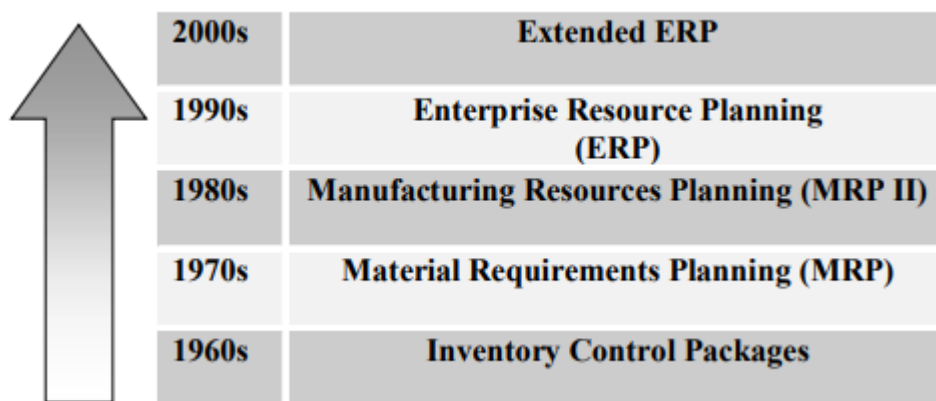 2000s Extended ERP
1990s Enterprise Resource Planning
(ERP)
1980s Manufacturing Resources Planning (MRP II)
1970s Material Requirements Planning (MRP)
1960s Inventory Control Packages